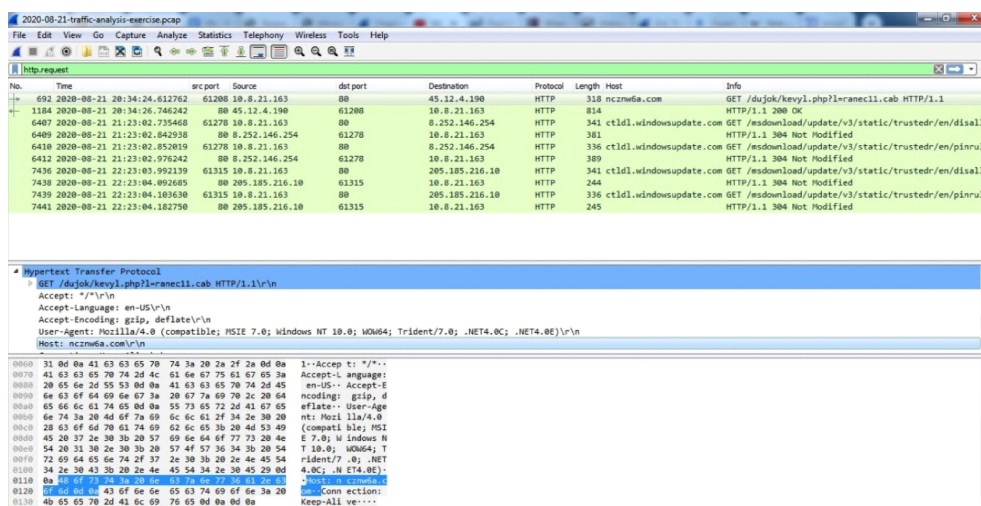 2020-08-21-traffic-analysis-exercise.pcap
File Edit View Go Capture Analyze Statistics Telephony Wireless Tools Help
http.request
No. Time src port Source dst port Destination Protocol Length Host Info
692 2020-08-21 20:34:24.612762 61208 10.8.21.163 80 45.12.4.190 HTTP 318 ncznw6a.com GET /dujok/kevyl.php?l=ranec11.cab HTTP/1.1
1184 2020-08-21 20:34:26.746242 80 45.12.4.190 61208 10.8.21.163 HTTP 814 HTTP/1.1 200 OK
6407 2020-08-21 21:23:02.735468 61278 10.8.21.163 80 8.252.146.254 HTTP 341 ctldl.windowsupdate.com GET /msdownload/update/v3/static/trustedr/en/disal
6409 2020-08-21 21:23:02.842938 80 8.252.146.254 61278 10.8.21.163 HTTP 381 HTTP/1.1 304 Not Modified
6410 2020-08-21 21:23:02.852019 61278 10.8.21.163 80 8.252.146.254 HTTP 336 ctldl.windowsupdate.com GET /msdownload/update/v3/static/trustedr/en/pinru
6412 2020-08-21 21:23:02.976242 80 8.252.146.254 61278 10.8.21.163 HTTP 389 HTTP/1.1 304 Not Modified
7436 2020-08-21 22:23:03.992139 61315 10.8.21.163 80 205.185.216.10 HTTP 341 ctldl.windowsupdate.com GET /msdownload/update/v3/static/trustedr/en/disal
7438 2020-08-21 22:23:04.092685 80 205.185.216.10 61315 10.8.21.163 HTTP 244 HTTP/1.1 304 Not Modified
7439 2020-08-21 22:23:04.103630 61315 10.8.21.163 80 205.185.216.10 HTTP 336 ctldl.windowsupdate.com GET /msdownload/update/v3/static/trustedr/en/pinru
7441 2020-08-21 22:23:04.182750 80 205.185.216.10 61315 10.8.21.163 HTTP 245 HTTP/1.1 304 Not Modified
Hypertext Transfer Protocol
GET /dujok/kevyl.php?l=ranec11.cab HTTP/1.1\r\n
Accept: */*\r\n
Accept-Language: en-US\r\n
Accept-Encoding: gzip, deflate\r\n
User-Agent: Mozilla/4.0 (compatible; MSIE 7.0; Windows NT 10.0; WOW64; Trident/7.0; .NET4.0C; .NET4.0E)\r\n
Host: ncznw6a.com\r\n
0060 31 0d 0a 41 63 63 65 70 74 3a 20 2a 2f 2a 0d 0a 1··Accep t: */*··
0070 41 63 63 65 70 74 2d 4c 61 6e 67 75 61 67 65 3a Accept-L anguage:
0080 20 65 6e 2d 55 53 0d 0a 41 63 63 65 70 74 2d 45 en-US·· Accept-E
0090 6e 63 6f 64 69 6e 67 3a 20 67 7a 69 70 2c 20 64 ncoding: gzip, d
00a0 65 66 6c 61 74 65 0d 0a 55 73 65 72 2d 41 67 65 eflate·· User-Age
00b0 6e 74 3a 20 4d 6f 7a 69 6c 6c 61 2f 34 2e 30 20 nt: Mozi lla/4.0
00c0 28 63 6f 6d 70 61 74 69 62 6c 65 3b 20 4d 53 49 (compati ble; MSI
00d0 45 20 37 2e 30 3b 20 57 69 6e 64 6f 77 73 20 4e E 7.0; W indows N
00e0 54 20 31 30 2e 30 3b 20 57 4f 57 36 34 3b 20 54 T 10.0; WOW64; T
00f0 72 69 64 65 6e 74 2f 37 2e 30 3b 20 2e 4e 45 54 rident/7 .0; .NET
0100 34 2e 30 43 3b 20 2e 4e 45 54 34 2e 30 45 29 0d 4.0C; .N ET4.0E)·
0110 0a 48 6f 73 74 3a 20 6e 63 7a 6e 77 36 61 2e 63 ·Host: n cznw6a.c
0120 6f 6d 0d 0a 43 6f 6e 6e 65 63 74 69 6f 6e 3a 20 om··Conn ection:
0130 4b 65 65 70 2d 41 6c 69 76 65 0d 0a 0d 0a Keep-Ali ve····